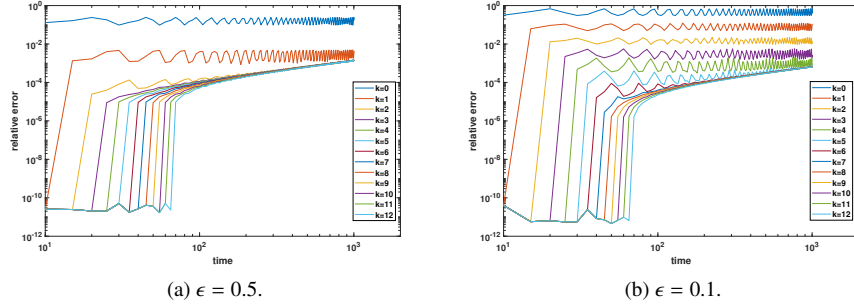 10^2
10^0
10^-2
10^-4
10^-6
10^-8
10^-10
10^-12
relative error
10^1
10^2
10^3
time
k=0
k=1
k=2
k=3
k=4
k=5
k=6
k=7
k=8
k=9
k=10
k=11
k=12
(a) ϵ = 0.5.
10^2
10^0
10^-2
10^-4
10^-6
10^-8
10^-10
10^-12
relative error
10^1
10^2
10^3
time
k=0
k=1
k=2
k=3
k=4
k=5
k=6
k=7
k=8
k=9
k=10
k=11
k=12
(b) ϵ = 0.1.